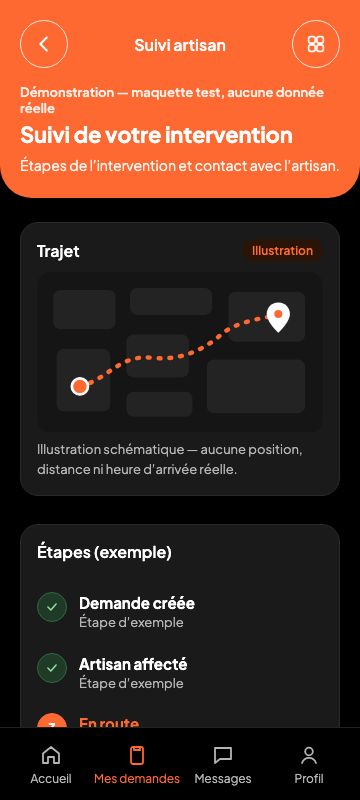 Suivi artisan
Démonstration — maquette test, aucune donnée
réelle
Suivi de votre intervention
Étapes de l'intervention et contact avec l'artisan.
Trajet
Illustration
Illustration schématique — aucune position,
distance ni heure d'arrivée réelle.
Étapes (exemple)
Demande créée
Étape d'exemple
Artisan affecté
Étape d'exemple
En route
Accueil
Mes demandes
Messages
Profil